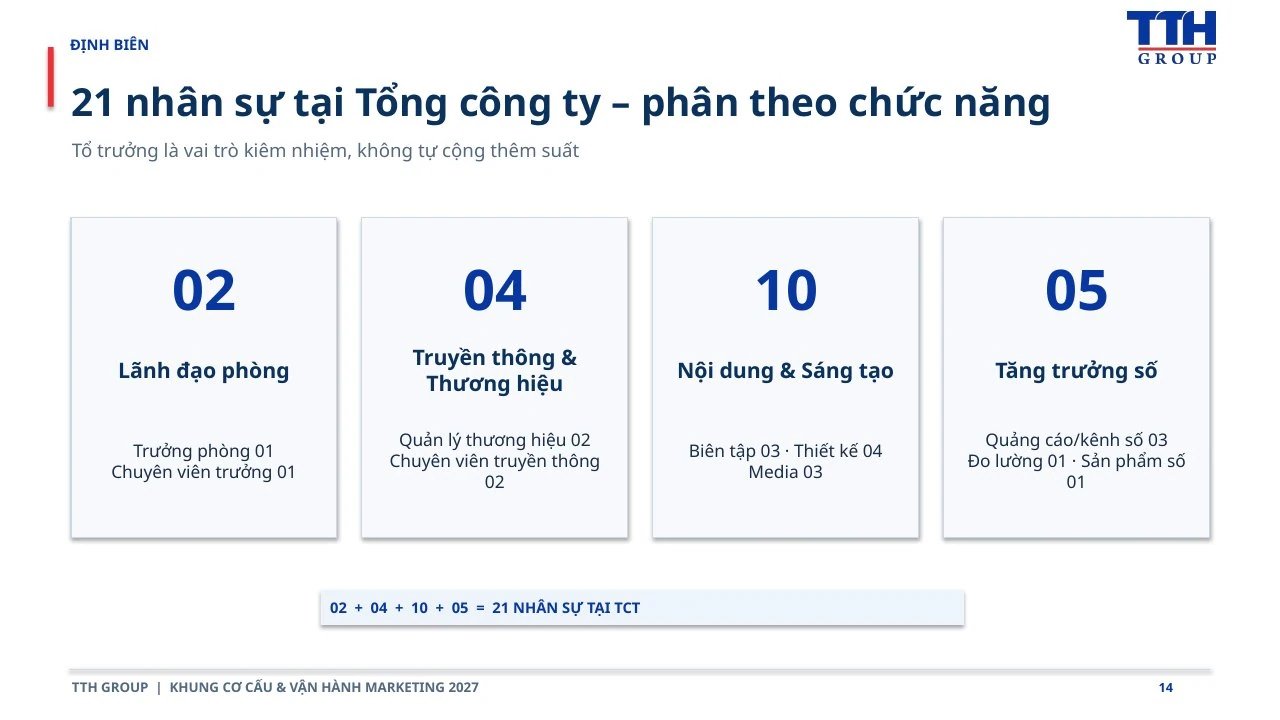 ĐỊNH BIÊN
TTH
GROUP
21 nhân sự tại Tổng công ty – phân theo chức năng
Tổ trưởng là vai trò kiêm nhiệm, không tự cộng thêm suất
02
Lãnh đạo phòng
Trưởng phòng 01
Chuyên viên trưởng 01
04
Truyền thông &
Thương hiệu
Quản lý thương hiệu 02
Chuyên viên truyền thông
02
10
Nội dung & Sáng tạo
Biên tập 03 · Thiết kế 04
Media 03
05
Tăng trưởng số
Quảng cáo/kênh số 03
Đo lường 01 · Sản phẩm số
01
02 + 04 + 10 + 05 = 21 NHÂN SỰ TẠI TCT
TTH GROUP | KHUNG CƠ CẤU & VẬN HÀNH MARKETING 2027
14